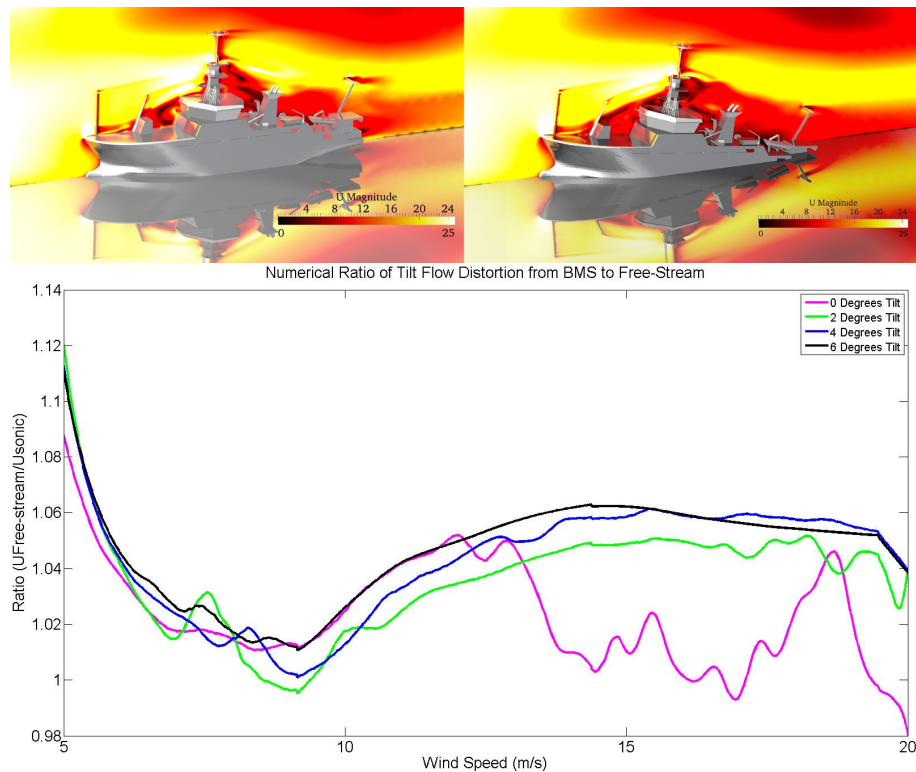 U Magnitude
4 8 12 16 20 24
0 25
U Magnitude
4 8 12 16 20 24
0 25
Numerical Ratio of Tilt Flow Distortion from BMS to Free-Stream
1.14
1.12
1.1
1.08
1.06
1.04
1.02
1
0.98
Ratio (UFree-stream/Usonic)
0 Degrees Tilt
2 Degrees Tilt
4 Degrees Tilt
6 Degrees Tilt
5 10 15 20
Wind Speed (m/s)